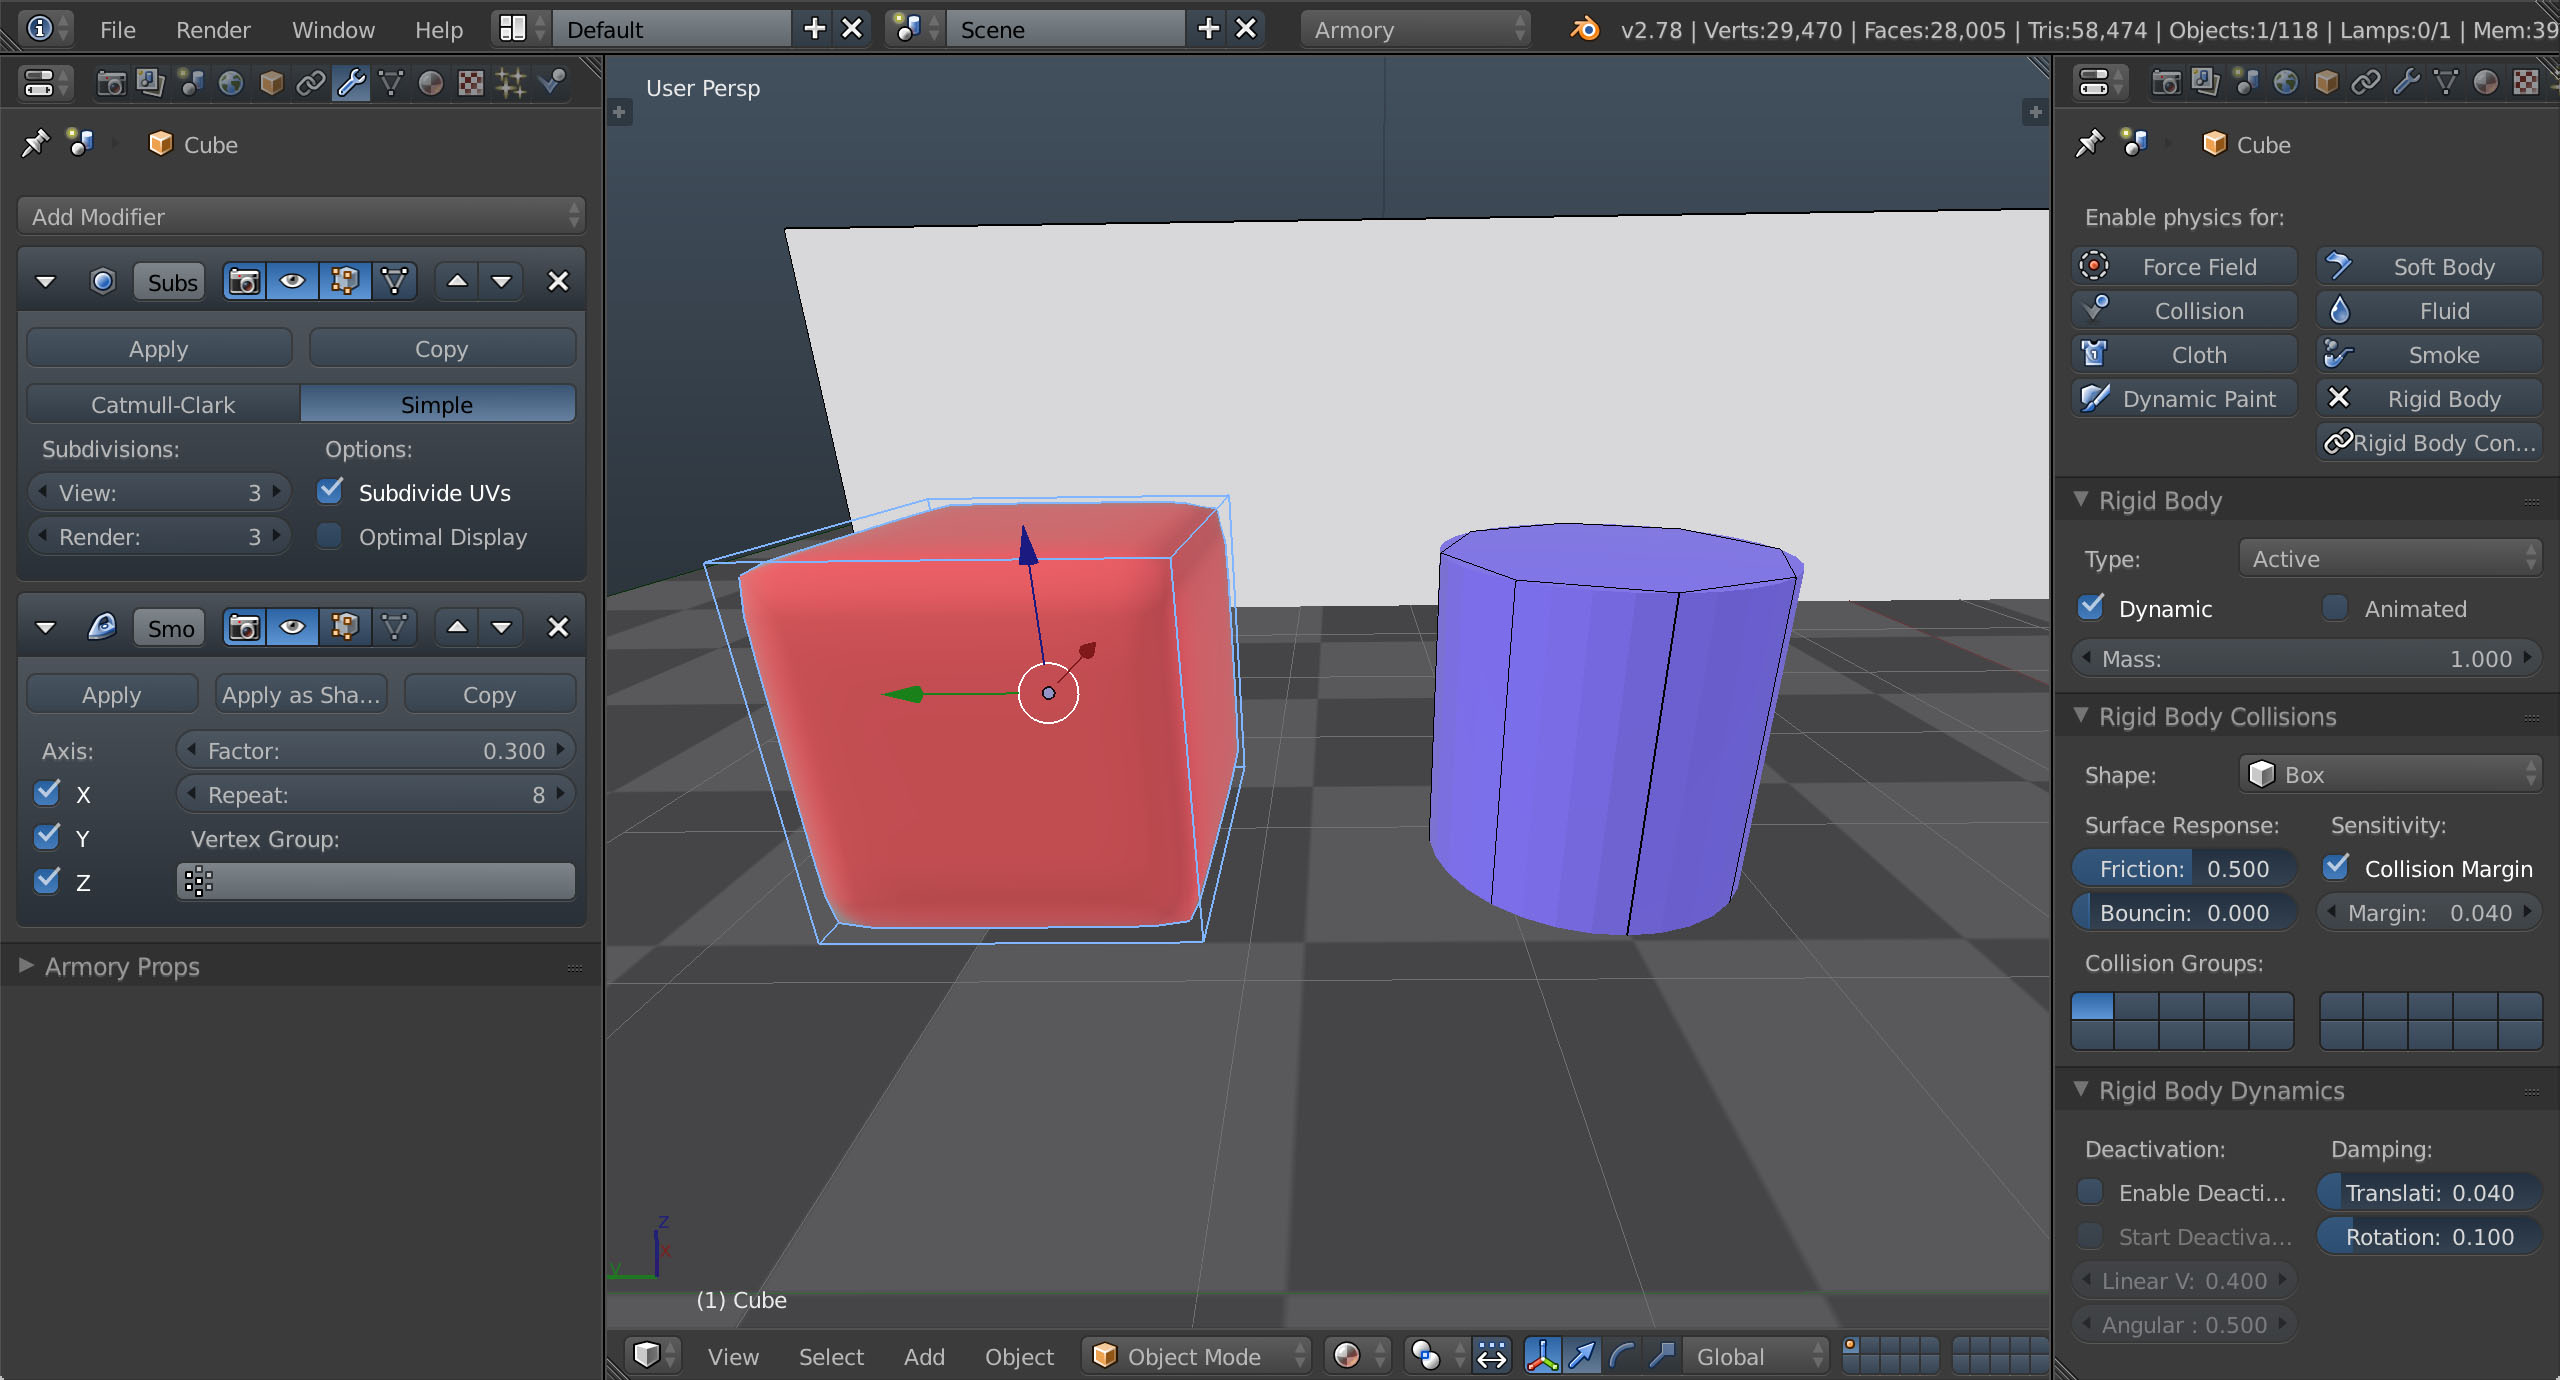 File Render Window Help Default Scene Armory v2.78 | Verts:29,470 | Faces:28,005 | Tris:58,474 | Objects:1/118 | Lamps:0/1 | Mem:39
Cube
Add Modifier
Subs
Apply Copy
Catmull-Clark Simple
Subdivisions: Options:
View: 3 Subdivide UVs
Render: 3 Optimal Display
Smo
Apply Apply as Sha... Copy
Axis: Factor: 0.300
X Repeat: 8
Y Vertex Group:
Z
Armory Props
User Persp
z
x
y
(1) Cube
View Select Add Object Object Mode Global
Cube
Enable physics for:
Force Field Soft Body
Collision Fluid
Cloth Smoke
Dynamic Paint Rigid Body
Rigid Body Con...
Rigid Body
Type: Active
Dynamic Animated
Mass: 1.000
Rigid Body Collisions
Shape: Box
Surface Response: Sensitivity:
Friction: 0.500 Collision Margin
Bouncin: 0.000 Margin: 0.040
Collision Groups:
Rigid Body Dynamics
Deactivation: Damping:
Enable Deacti... Translati: 0.040
Start Deactiva... Rotation: 0.100
Linear V: 0.400
Angular : 0.500